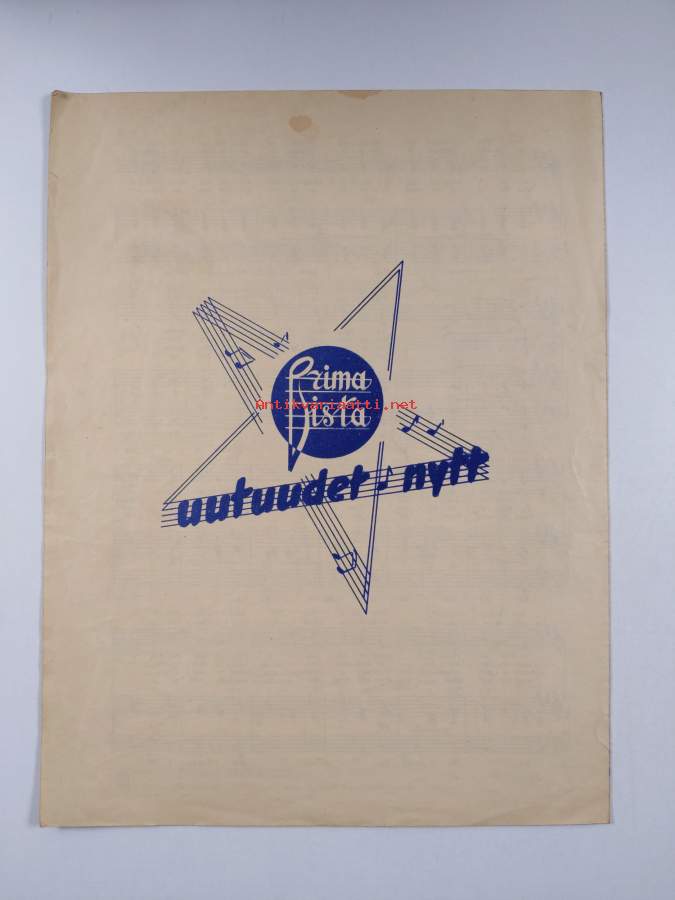 Prima
Antikvariaatti.net
Vista
uutuudet nytt